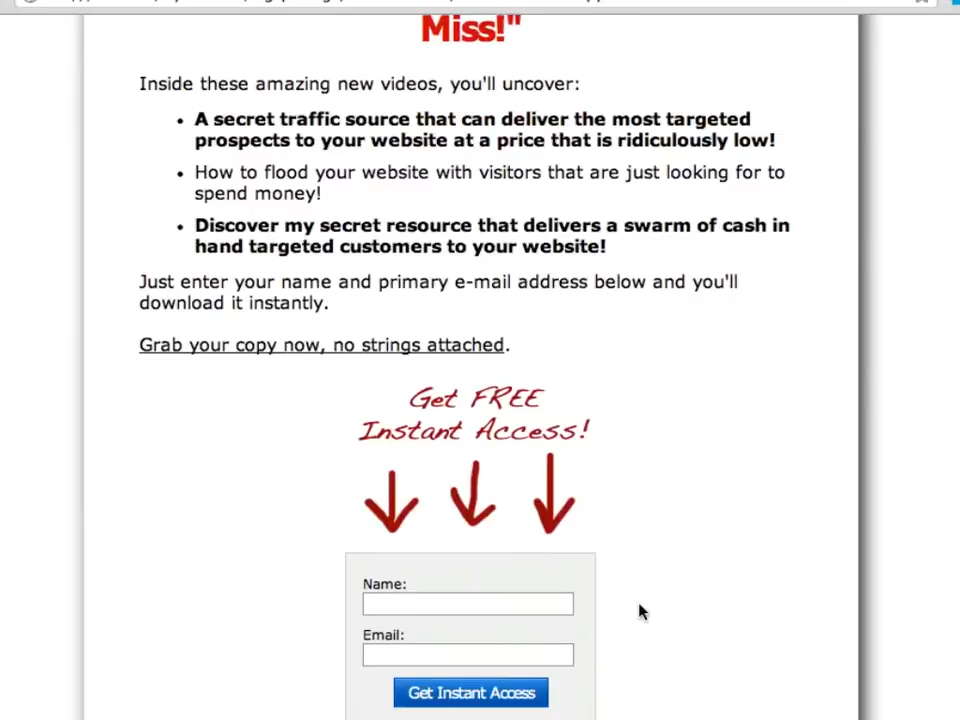 Miss!"
Inside these amazing new videos, you'll uncover:
• A secret traffic source that can deliver the most targeted
prospects to your website at a price that is ridiculously low!
• How to flood your website with visitors that are just looking for to
spend money!
• Discover my secret resource that delivers a swarm of cash in
hand targeted customers to your website!
Just enter your name and primary e-mail address below and you'll
download it instantly.
Grab your copy now, no strings attached.
Get FREE
Instant Access!
Name:
Email:
Get Instant Access